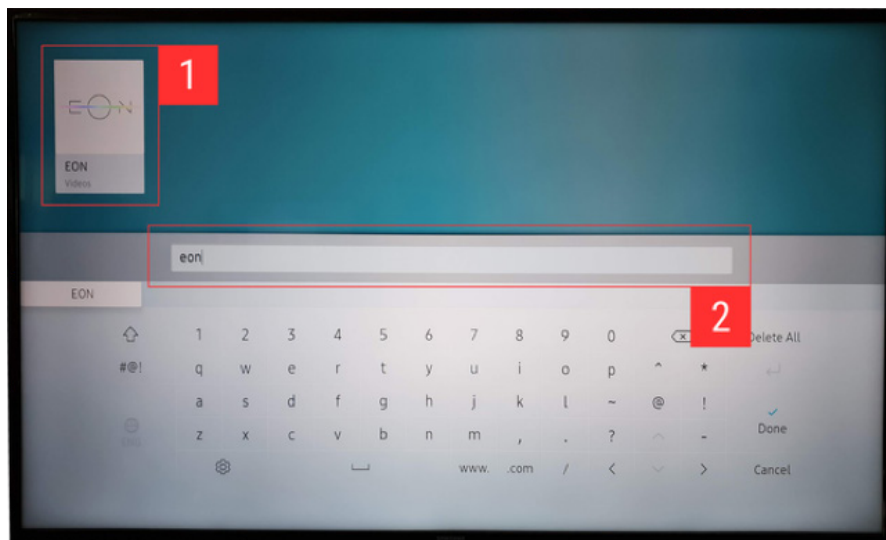 1
EON
EON
Videos
eon
EON
2
1 2 3 4 5 6 7 8 9 0 Delete All
#@! q w e r t y u i o p ^ *
a s d f g h j k l ~ @ !
z x c v b n m , . ? - Done
www. .com / < > Cancel